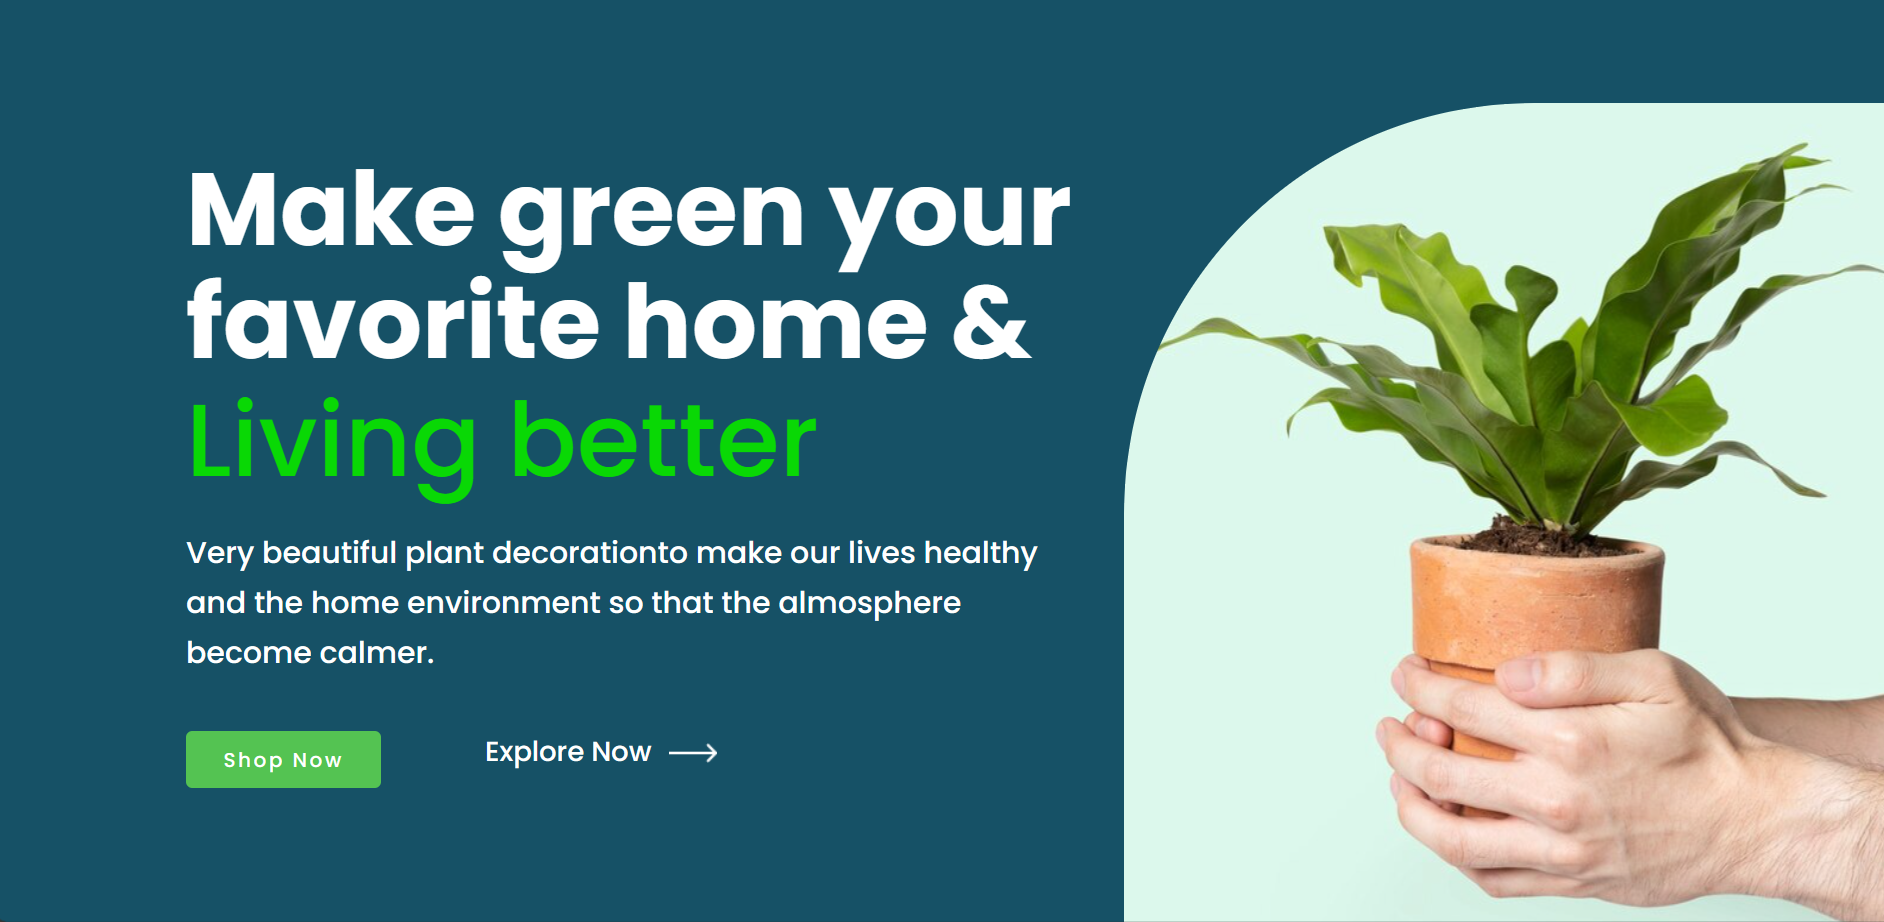 Make green your
favorite home &
Living better
Very beautiful plant decorationto make our lives healthy
and the home environment so that the almosphere
become calmer.
Shop Now
Explore Now